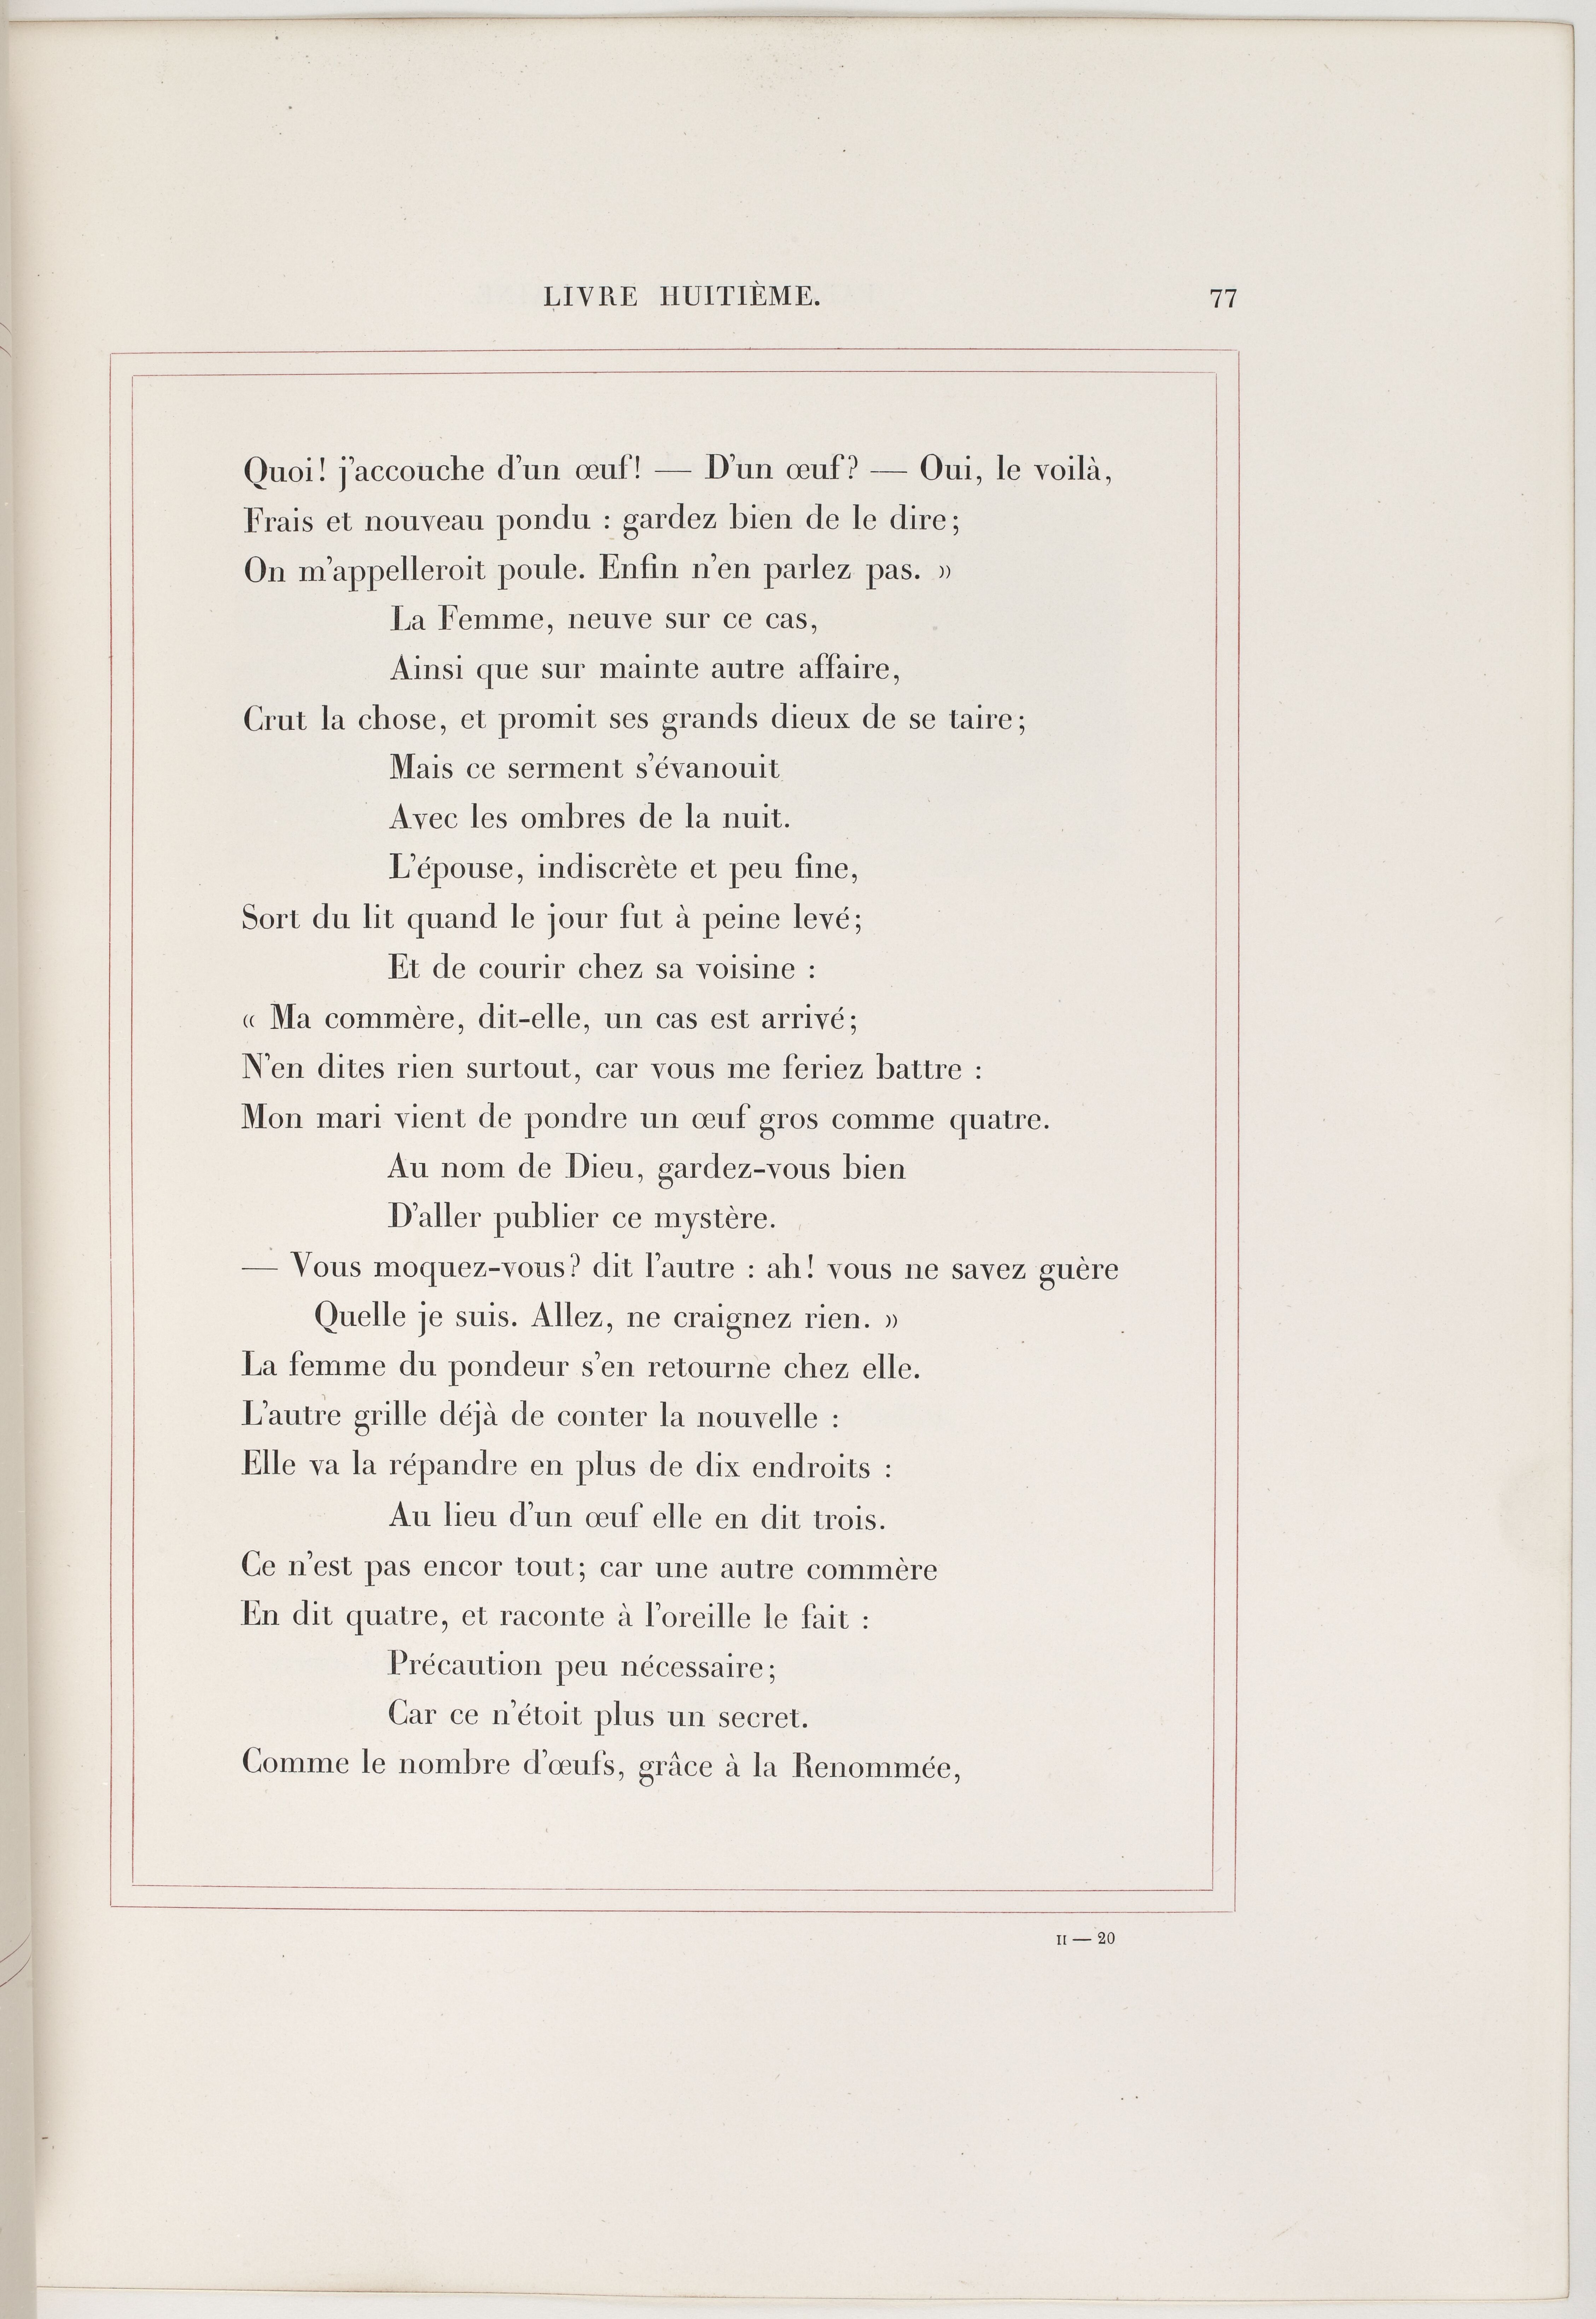 LIVRE HUITIÈME. 77
Quoi! j'accouche d'un œuf! — D'un œuf? — Oui, le voilà,
Frais et nouveau pondu : gardez bien de le dire;
On m'appelleroit poule. Enfin n'en parlez pas. »
La Femme, neuve sur ce cas,
Ainsi que sur mainte autre affaire,
Crut la chose, et promit ses grands dieux de se taire;
Mais ce serment s'évanouit
Avec les ombres de la nuit.
L'épouse, indiscrète et peu fine,
Sort du lit quand le jour fut à peine levé;
Et de courir chez sa voisine :
« Ma commère, dit-elle, un cas est arrivé;
N'en dites rien surtout, car vous me feriez battre :
Mon mari vient de pondre un œuf gros comme quatre.
Au nom de Dieu, gardez-vous bien
D'aller publier ce mystère.
— Vous moquez-vous? dit l'autre : ah! vous ne savez guère
Quelle je suis. Allez, ne craignez rien. »
La femme du pondeur s'en retourne chez elle.
L'autre grille déjà de conter la nouvelle :
Elle va la répandre en plus de dix endroits :
Au lieu d'un œuf elle en dit trois.
Ce n'est pas encor tout; car une autre commère
En dit quatre, et raconte à l'oreille le fait :
Précaution peu nécessaire;
Car ce n'étoit plus un secret.
Comme le nombre d'œufs, grâce à la Renommée,
II — 20